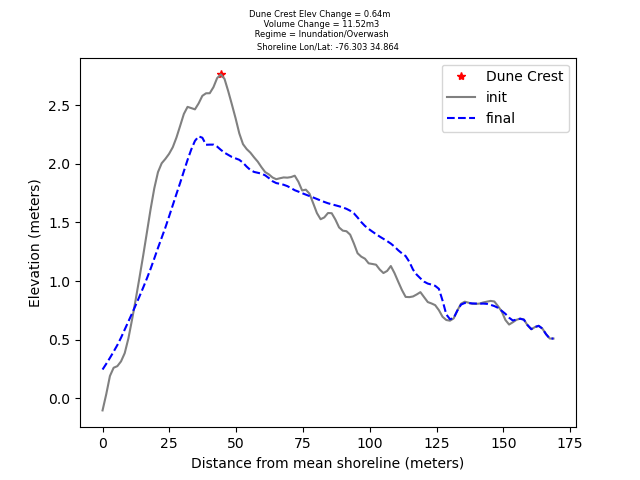 Dune Crest Elev Change = 0.64m
Volume Change = 11.52m3
Regime = Inundation/Overwash
Shoreline Lon/Lat: -76.303 34.864
Dune Crest
init
final
Elevation (meters)
2.5
2.0
1.5
1.0
0.5
0.0
0 25 50 75 100 125 150 175
Distance from mean shoreline (meters)